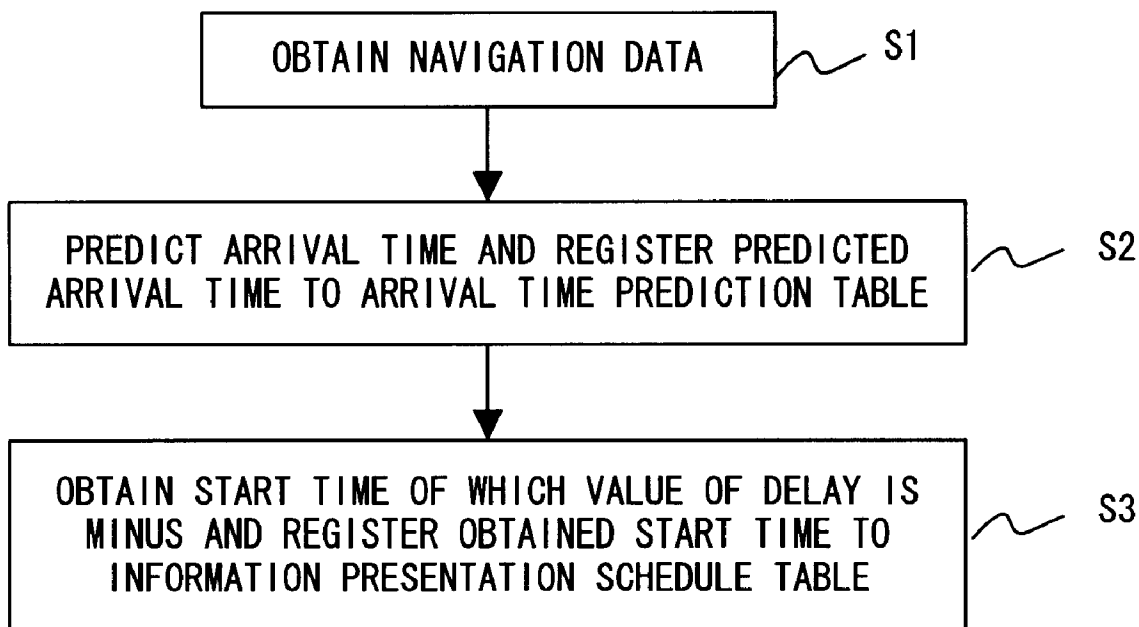 OBTAIN NAVIGATION DATA
S1
PREDICT ARRIVAL TIME AND REGISTER PREDICTED
ARRIVAL TIME TO ARRIVAL TIME PREDICTION TABLE
S2
OBTAIN START TIME OF WHICH VALUE OF DELAY IS
MINUS AND REGISTER OBTAINED START TIME TO
INFORMATION PRESENTATION SCHEDULE TABLE
S3